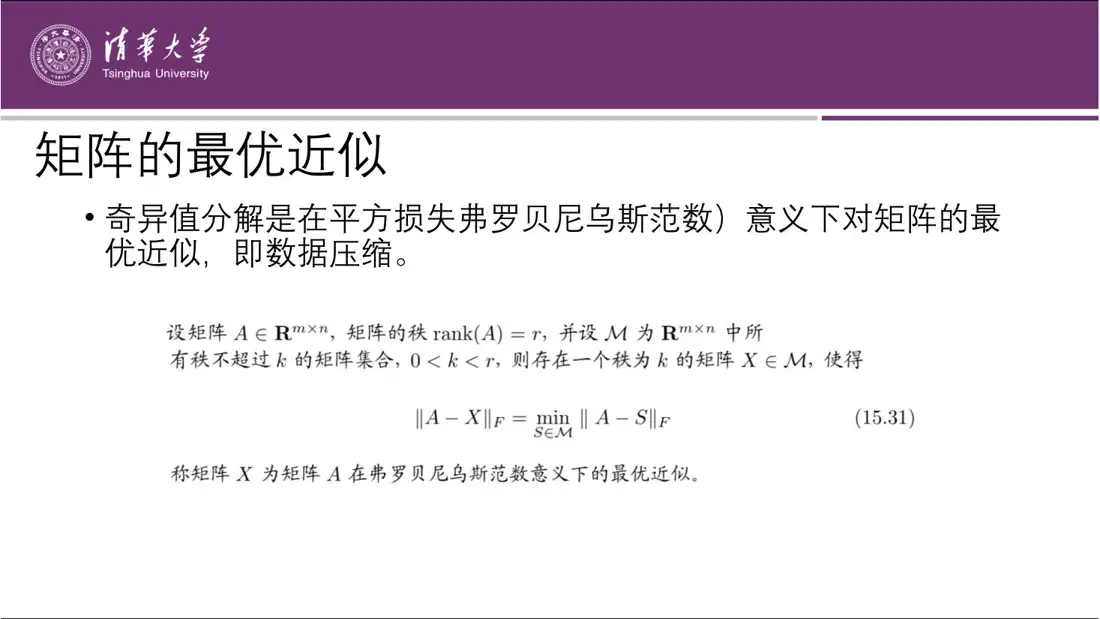 清华大学
Tsinghua University
矩阵的最优近似
• 奇异值分解是在平方损失弗罗贝尼乌斯范数）意义下对矩阵的最
优近似，即数据压缩。
设矩阵 A ∈ R^{m×n}，矩阵的秩 rank(A) = r，并设 ℳ 为 R^{m×n} 中所
有秩不超过 k 的矩阵集合，0 < k < r，则存在一个秩为 k 的矩阵 X ∈ ℳ，使得
‖A − X‖_F = min_{S∈ℳ} ‖ A − S‖_F (15.31)
称矩阵 X 为矩阵 A 在弗罗贝尼乌斯范数意义下的最优近似。